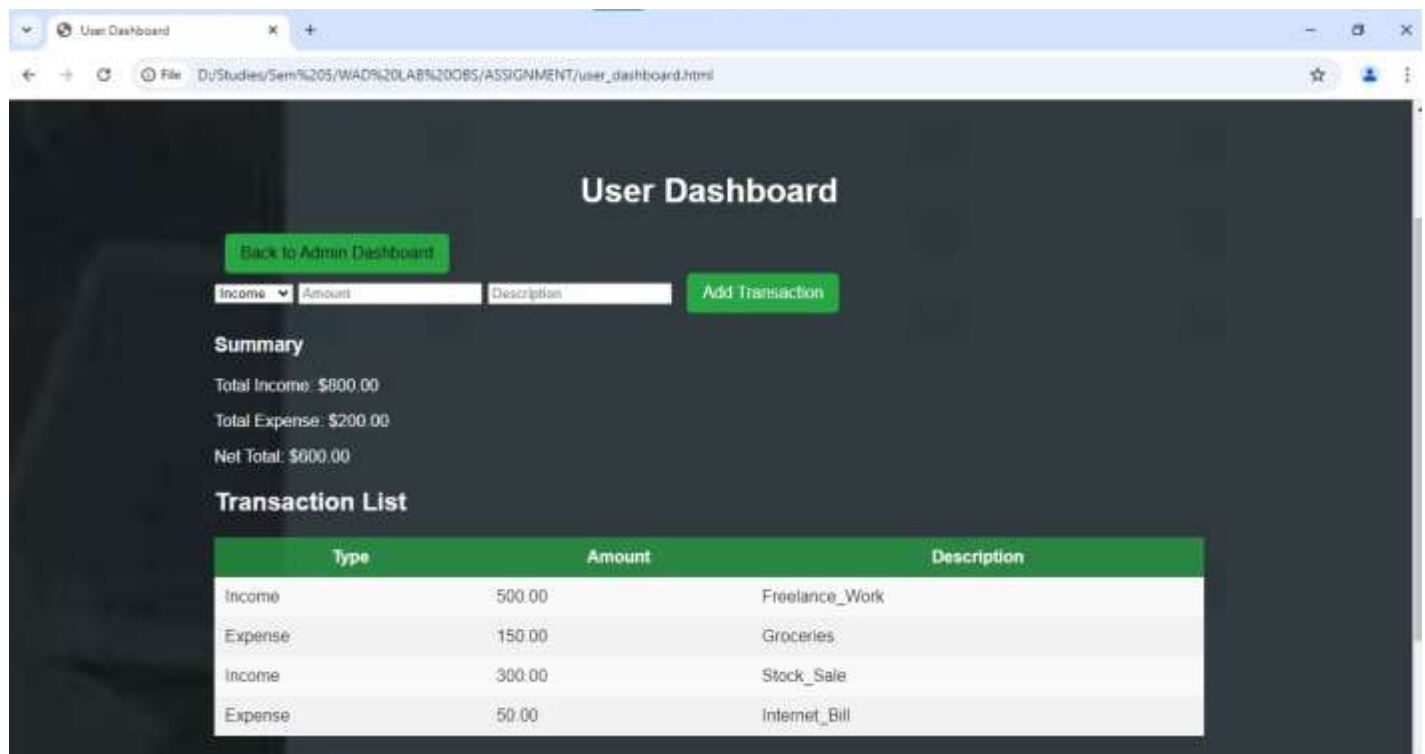 User Dashboard
File D:/Studies/Sem%205/WAD%20LAB%20OBS/ASSIGNMENT/user_dashboard.html
User Dashboard
Back to Admin Dashboard
Income Amount Description Add Transaction
Summary
Total Income: $800.00
Total Expense: $200.00
Net Total: $600.00
Transaction List
Type Amount Description
Income 500.00 Freelance_Work
Expense 150.00 Groceries
Income 300.00 Stock_Sale
Expense 50.00 Internet_Bill